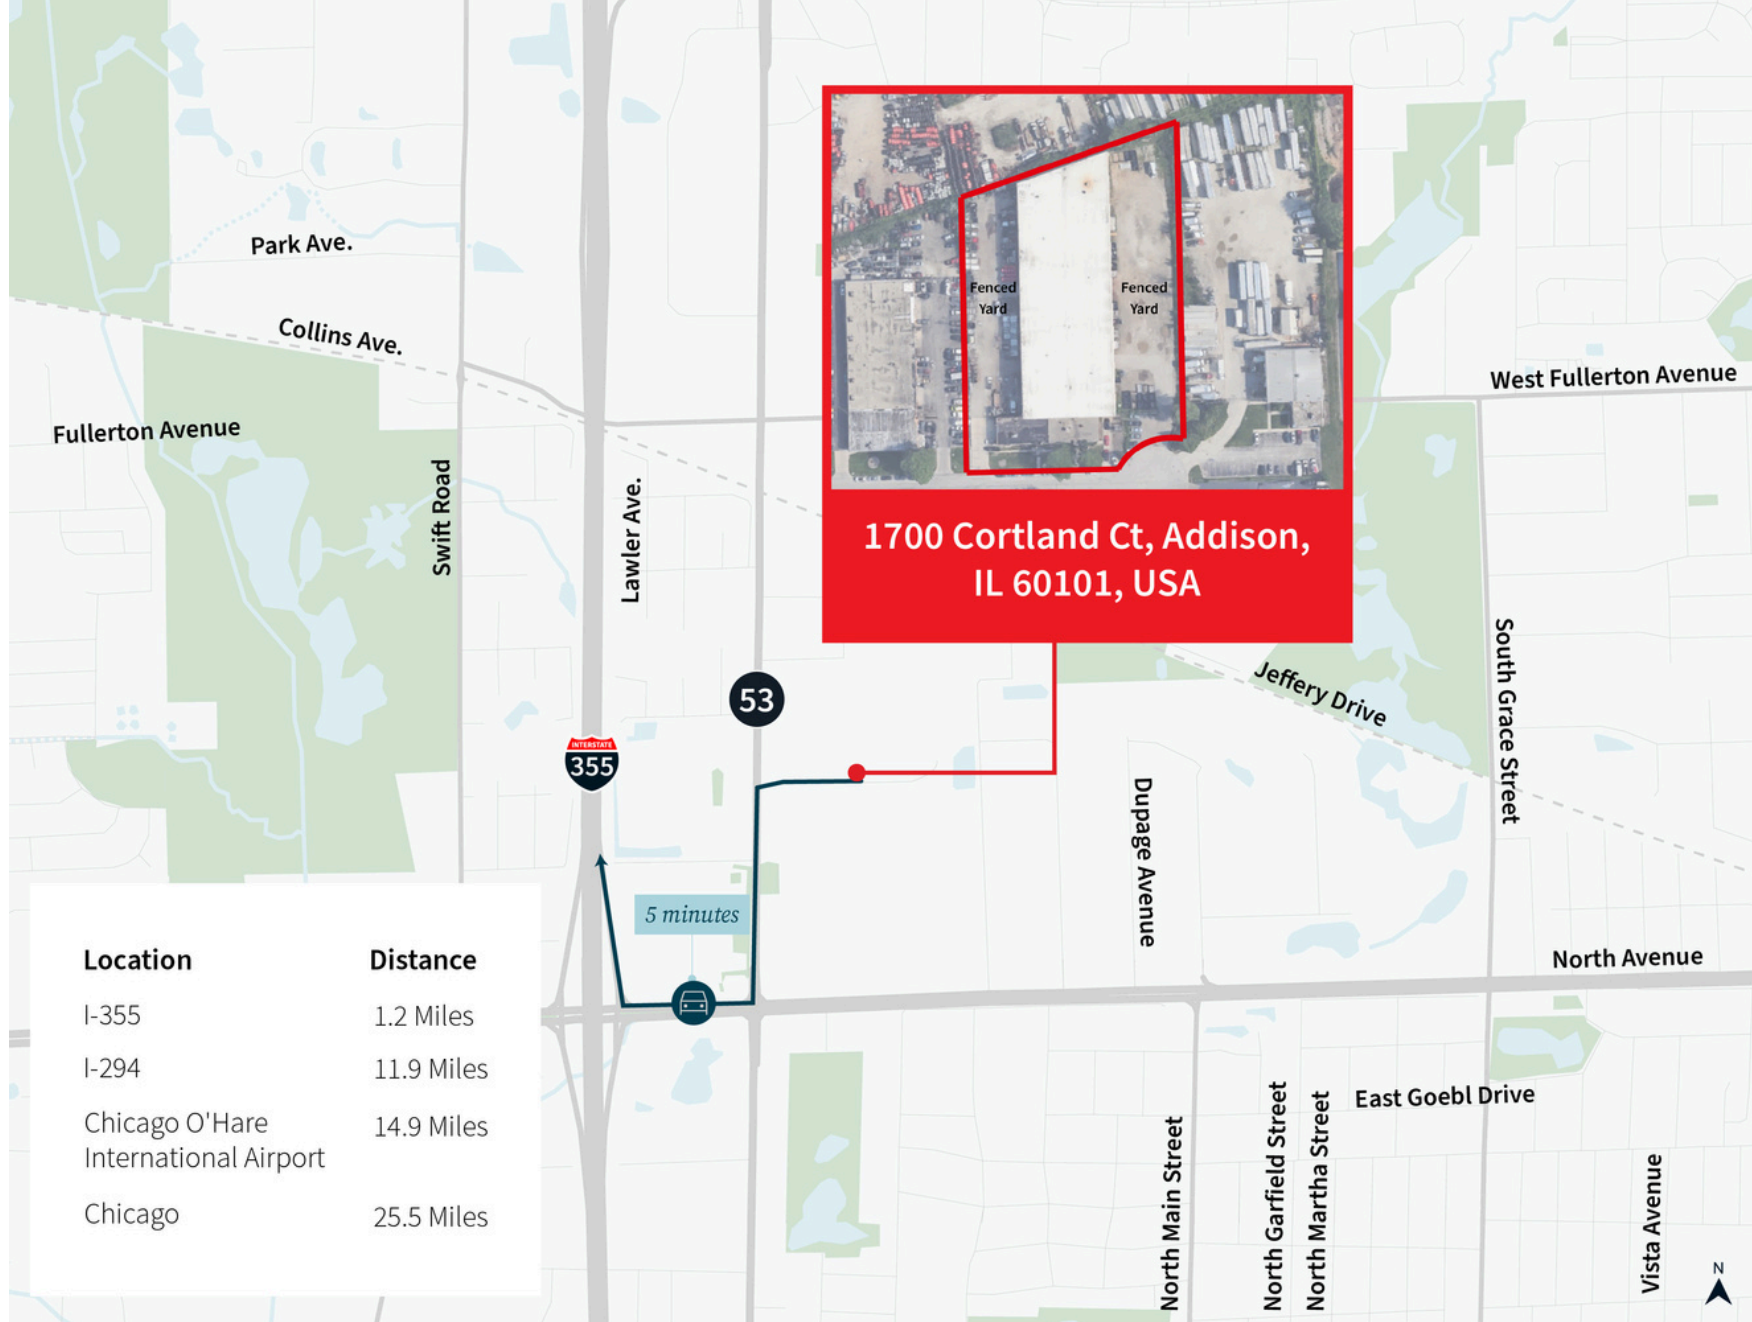 Park Ave.
Collins Ave.
Fullerton Avenue
Swift Road
Lawler Ave.
Fenced
Yard
Fenced
Yard
1700 Cortland Ct, Addison,
IL 60101, USA
West Fullerton Avenue
53
INTERSTATE
355
Jeffery Drive
South Grace Street
Dupage Avenue
5 minutes
North Avenue
Location Distance
I-355 1.2 Miles
I-294 11.9 Miles
Chicago O'Hare
International Airport
14.9 Miles
Chicago 25.5 Miles
East Goebl Drive
North Main Street
North Garfield Street
North Martha Street
Vista Avenue
N